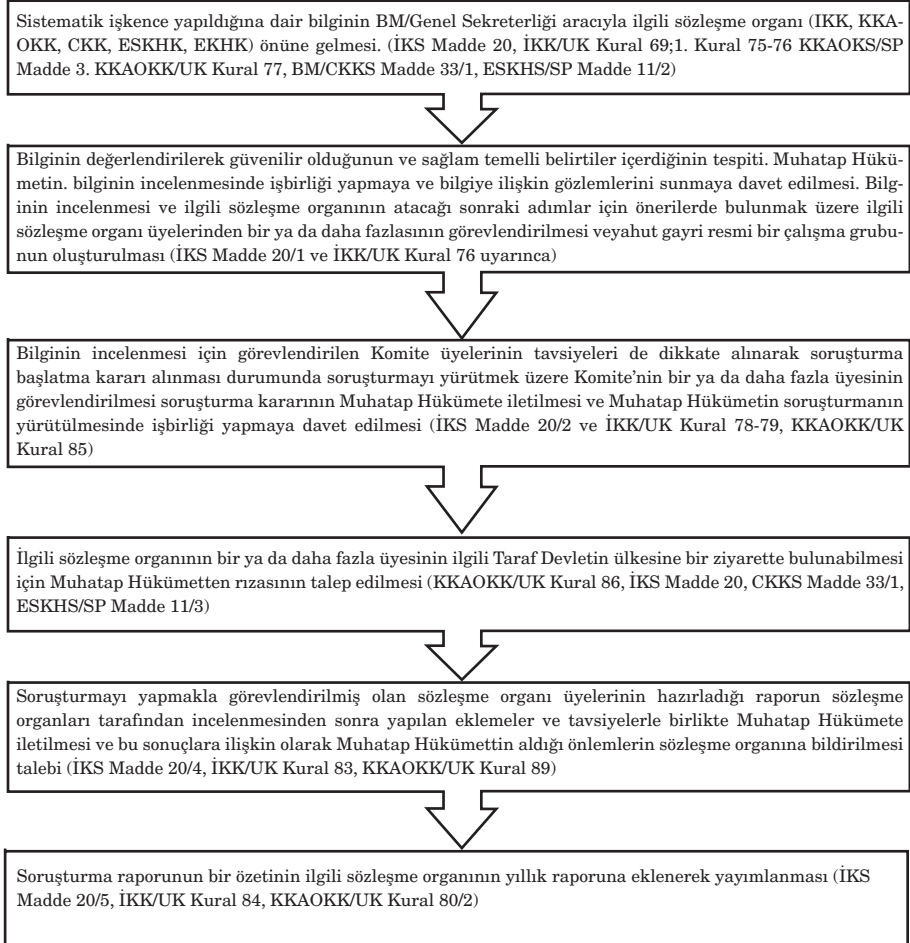 Sistematik işkence yapıldığına dair bilginin BM/Genel Sekreterliği aracıyla ilgili sözleşme organı (IKK, KKA-
OKK, CKK, ESKHK, EKHK) önüne gelmesi. (İKS Madde 20, İKK/UK Kural 69;1. Kural 75-76 KKAOKS/SP
Madde 3. KKAOKK/UK Kural 77, BM/CKKS Madde 33/1, ESKHS/SP Madde 11/2)
Bilginin değerlendirilerek güvenilir olduğunun ve sağlam temelli belirtiler içerdiğinin tespiti. Muhatap Hükü-
metin. bilginin incelenmesinde işbirliği yapmaya ve bilgiye ilişkin gözlemlerini sunmaya davet edilmesi. Bilg-
inin incelenmesi ve ilgili sözleşme organının atacağı sonraki adımlar için önerilerde bulunmak üzere ilgili
sözleşme organı üyelerinden bir ya da daha fazlasının görevlendirilmesi veyahut gayri resmi bir çalışma grubu-
nun oluşturulması (İKS Madde 20/1 ve İKK/UK Kural 76 uyarınca)
Bilginin incelenmesi için görevlendirilen Komite üyelerinin tavsiyeleri de dikkate alınarak soruşturma
başlatma kararı alınması durumunda soruşturmayı yürütmek üzere Komite’nin bir ya da daha fazla üyesinin
görevlendirilmesi soruşturma kararının Muhatap Hükümete iletilmesi ve Muhatap Hükümetin soruşturmanın
yürütülmesinde işbirliği yapmaya davet edilmesi (İKS Madde 20/2 ve İKK/UK Kural 78-79, KKAOKK/UK
Kural 85)
İlgili sözleşme organının bir ya da daha fazla üyesinin ilgili Taraf Devletin ülkesine bir ziyarette bulunabilmesi
için Muhatap Hükümetten rızasının talep edilmesi (KKAOKK/UK Kural 86, İKS Madde 20, CKKS Madde 33/1,
ESKHS/SP Madde 11/3)
Soruşturmayı yapmakla görevlendirilmiş olan sözleşme organı üyelerinin hazırladığı raporun sözleşme
organları tarafından incelenmesinden sonra yapılan eklemeler ve tavsiyelerle birlikte Muhatap Hükümete
iletilmesi ve bu sonuçlara ilişkin olarak Muhatap Hükümettin aldığı önlemlerin sözleşme organına bildirilmesi
talebi (İKS Madde 20/4, İKK/UK Kural 83, KKAOKK/UK Kural 89)
Soruşturma raporunun bir özetinin ilgili sözleşme organının yıllık raporuna eklenerek yayımlanması (İKS
Madde 20/5, İKK/UK Kural 84, KKAOKK/UK Kural 80/2)